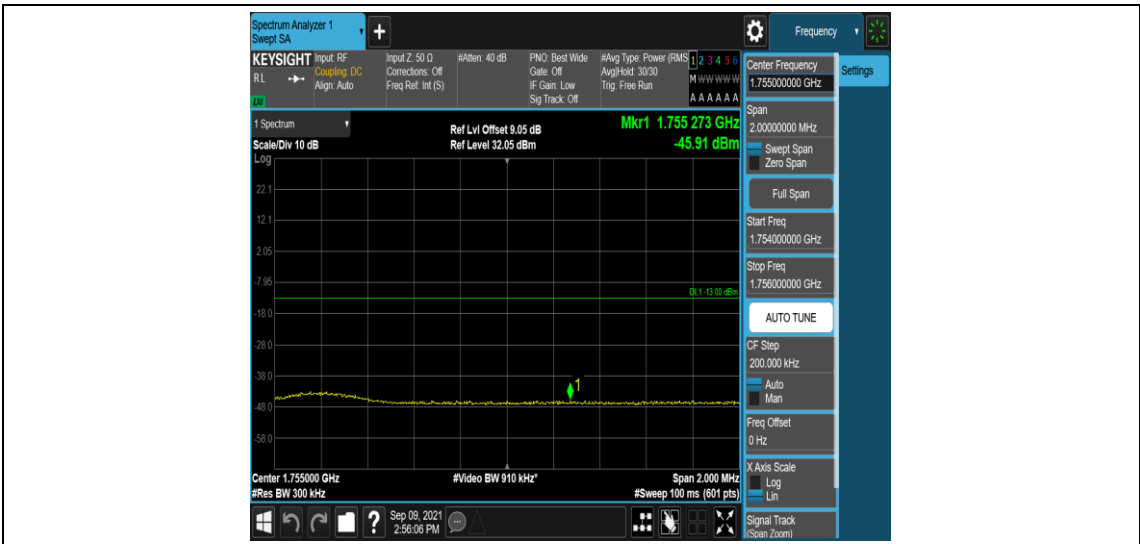 Spectrum Analyzer 1
Swept SA
+
Frequency
KEYSIGHT Input: RF
RL Coupling: DC
Align: Auto
LXI
Input Z: 50 Ω
Corrections: Off
Freq Ref: Int (S)
#Atten: 40 dB
PNO: Best Wide
Gate: Off
IF Gain: Low
Sig Track: Off
#Avg Type: Power (RMS
Avg|Hold: 30/30
Trig: Free Run
1 2 3 4 5 6
M W W W W W
A A A A A A
Center Frequency
1.755000000 GHz
Settings
Span
2.00000000 MHz
Swept Span
Zero Span
Full Span
Start Freq
1.754000000 GHz
Stop Freq
1.756000000 GHz
AUTO TUNE
CF Step
200.000 kHz
Auto
Man
Freq Offset
0 Hz
X Axis Scale
Log
Lin
Signal Track
(Span Zoom)
1 Spectrum
Scale/Div 10 dB
Ref Lvl Offset 9.05 dB
Ref Level 32.05 dBm
Mkr1 1.755 273 GHz
-45.91 dBm
Log
22.1
12.1
2.05
-7.95
DL1 -13.00 dBm
-18.0
-28.0
-38.0
1
-48.0
-58.0
Center 1.755000 GHz
#Video BW 910 kHz*
Span 2.000 MHz
#Res BW 300 kHz
#Sweep 100 ms (601 pts)
?
Sep 09, 2021
2:56:06 PM